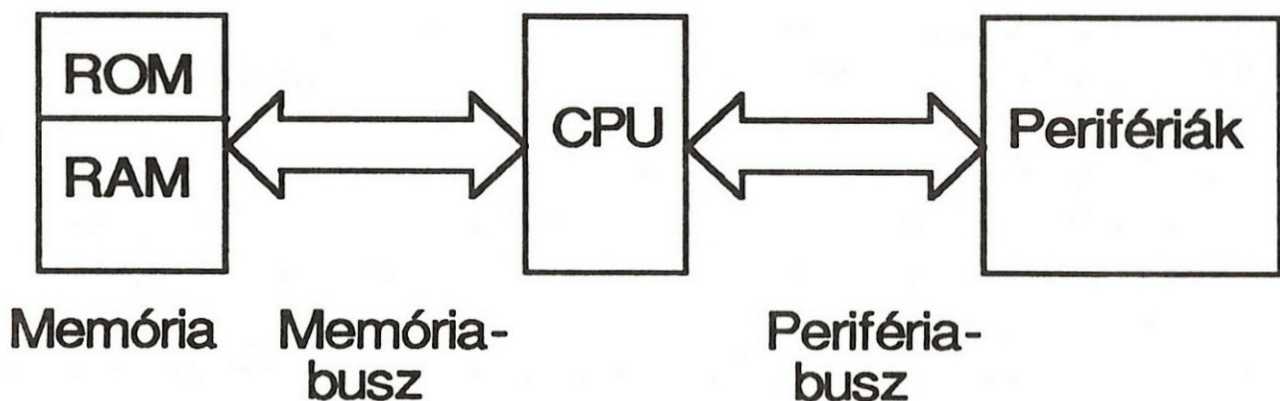 ROM
RAM
CPU
Perifériák
Memória
Memória-
busz
Periféria-
busz